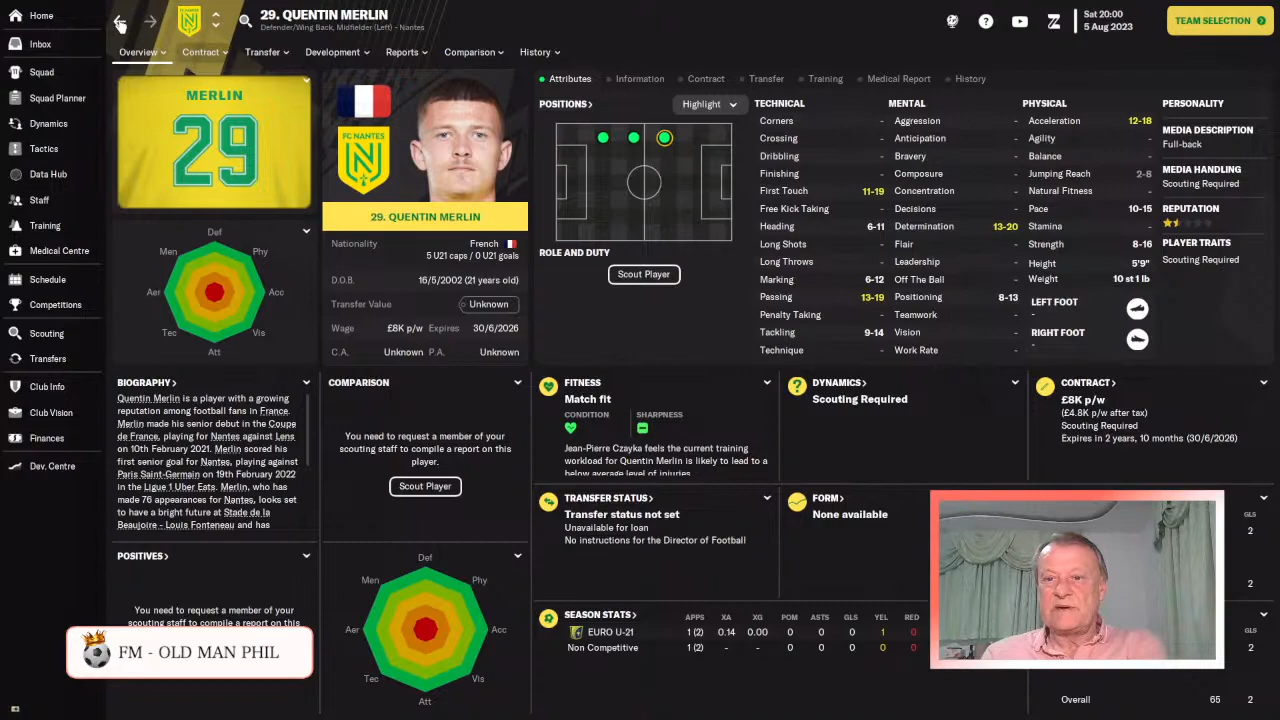 Home
Inbox
Squad
Squad Planner
Dynamics
Tactics
Data Hub
Staff
Training
Medical Centre
Schedule
Competitions
Scouting
Transfers
Club Info
Club Vision
Finances
Dev. Centre
29. QUENTIN MERLIN
Defender/Wing Back, Midfielder (Left) - Nantes
Sat 20:00
5 Aug 2023
TEAM SELECTION
Overview Contract Transfer Development Reports Comparison History
MERLIN
29
FC NANTES
29. QUENTIN MERLIN
Nationality French
5 U21 caps / 0 U21 goals
D.O.B. 16/5/2002 (21 years old)
Transfer Value Unknown
Wage £8K p/w Expires 30/6/2026
C.A. Unknown P.A. Unknown
Def
Men Phy
Aer Acc
Tec Vis
Att
Attributes Information Contract Transfer Training Medical Report History
POSITIONS
Highlight
ROLE AND DUTY
Scout Player
TECHNICAL
Corners -
Crossing -
Dribbling -
Finishing -
First Touch 11-19
Free Kick Taking -
Heading 6-11
Long Shots -
Long Throws -
Marking 6-12
Passing 13-19
Penalty Taking -
Tackling 9-14
Technique -
MENTAL
Aggression -
Anticipation -
Bravery -
Composure -
Concentration -
Decisions -
Determination 13-20
Flair -
Leadership -
Off The Ball -
Positioning 8-13
Teamwork -
Vision -
Work Rate -
PHYSICAL
Acceleration 12-18
Agility -
Balance -
Jumping Reach 2-8
Natural Fitness -
Pace 10-15
Stamina -
Strength 8-16
Height 5'9"
Weight 10 st 1 lb
LEFT FOOT
-
RIGHT FOOT
-
PERSONALITY
MEDIA DESCRIPTION
Full-back
MEDIA HANDLING
Scouting Required
REPUTATION
PLAYER TRAITS
Scouting Required
BIOGRAPHY
Quentin Merlin is a player with a growing
reputation among football fans in France.
Merlin made his senior debut in the Coupe
de France, playing for Nantes against Lens
on 10th February 2021. Merlin scored his
first senior goal for Nantes, playing against
Paris Saint-Germain on 19th February 2022
in the Ligue 1 Uber Eats. Merlin, who has
made 76 appearances for Nantes, looks set
to have a bright future at Stade de la
Beaujoire - Louis Fonteneau and has
POSITIVES
You need to request a member of your
scouting staff to compile a report on this
FM - OLD MAN PHIL
COMPARISON
You need to request a member of your
scouting staff to compile a report on this
player.
Scout Player
Def
Men Phy
Aer Acc
Tec Vis
Att
FITNESS
Match fit
CONDITION SHARPNESS
Jean-Pierre Czayka feels the current training
workload for Quentin Merlin is likely to lead to a
below average level of injuries.
DYNAMICS
Scouting Required
CONTRACT
£8K p/w
(£4.8K p/w after tax)
Scouting Required
Expires in 2 years, 10 months (30/6/2026)
TRANSFER STATUS
Transfer status not set
Unavailable for loan
No instructions for the Director of Football
FORM
None available
SEASON STATS APPS XA XG POM ASTS GLS YEL RED
EURO U-21 1 (2) 0.14 0.00 0 0 0 1 0
Non Competitive 1 (2) - - 0 0 0 0 0
GLS
2
2
GLS
2
Overall 65 2